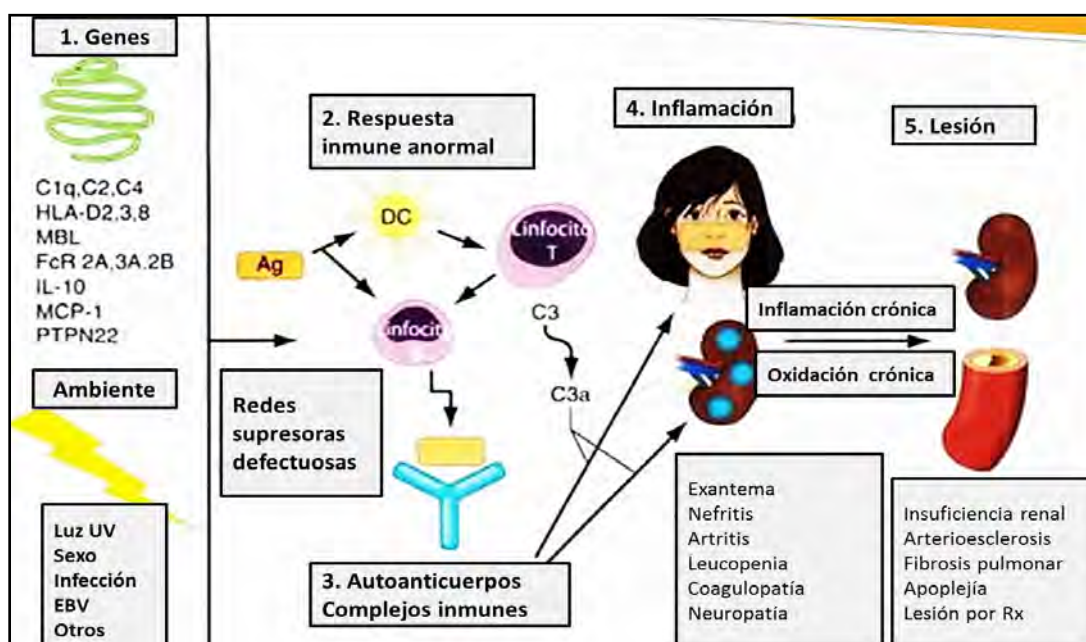 1. Genes
C1q,C2,C4
HLA-D2,3,8
MBL
FcR 2A,3A.2B
IL-10
MCP-1
PTPN22
Ambiente
Luz UV
Sexo
Infección
EBV
Otros
2. Respuesta
inmune anormal
DC
Linfocito
T
Ag
infocit
C3
C3a
Redes
supresoras
defectuosas
3. Autoanticuerpos
Complejos inmunes
4. Inflamación
Inflamación crónica
Oxidación crónica
Exantema
Nefritis
Artritis
Leucopenia
Coagulopatía
Neuropatía
5. Lesión
Insuficiencia renal
Arterioesclerosis
Fibrosis pulmonar
Apoplejía
Lesión por Rx